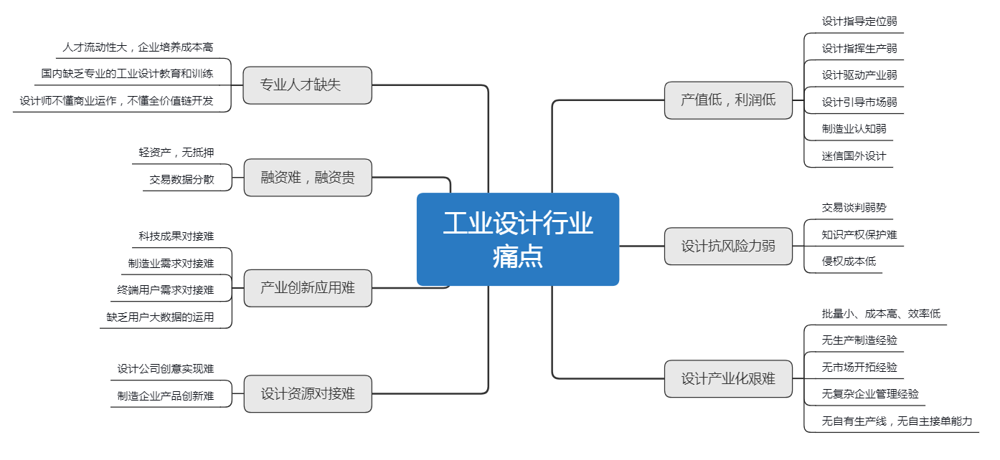 工业设计行业
痛点
专业人才缺失
人才流动性大，企业培养成本高
国内缺乏专业的工业设计教育和训练
设计师不懂商业运作，不懂全价值链开发
融资难，融资贵
轻资产，无抵押
交易数据分散
产业创新应用难
科技成果对接难
制造业需求对接难
终端用户需求对接难
缺乏用户大数据的运用
设计资源对接难
设计公司创意实现难
制造企业产品创新难
产值低，利润低
设计指导定位弱
设计指挥生产弱
设计驱动产业弱
设计引导市场弱
制造业认知弱
迷信国外设计
设计抗风险力弱
交易谈判弱势
知识产权保护难
侵权成本低
设计产业化艰难
批量小、成本高、效率低
无生产制造经验
无市场开拓经验
无复杂企业管理经验
无自有生产线，无自主接单能力